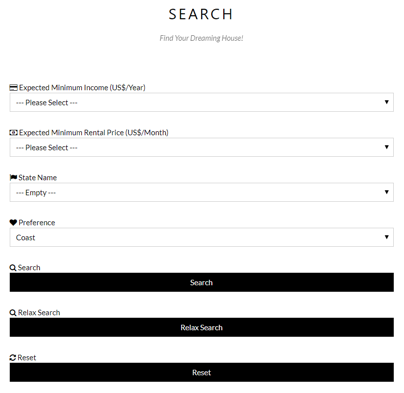 SEARCH
Find Your Dreaming House!
Expected Minimum Income (US$/Year)
--- Please Select ---
Expected Minimum Rental Price (US$/Month)
--- Please Select ---
State Name
--- Empty ---
Preference
Coast
Search
Search
Relax Search
Relax Search
Reset
Reset